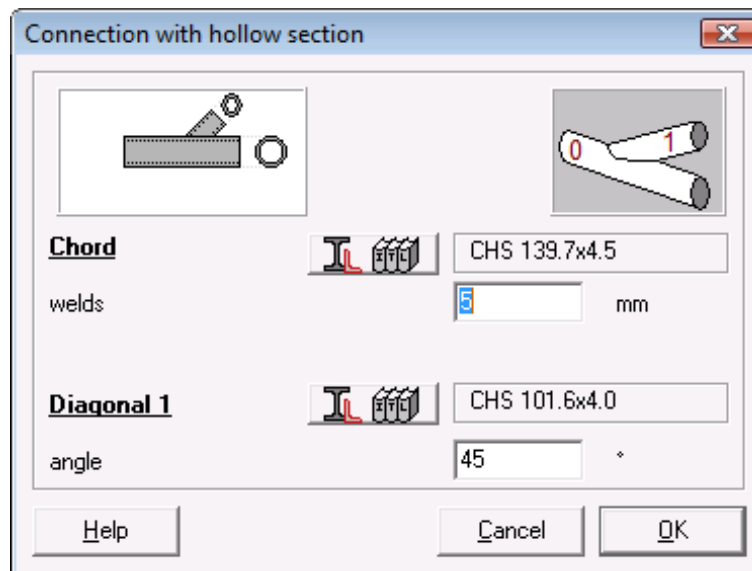 Connection with hollow section
0 1
Chord
CHS 139.7x4.5
welds
5
mm
Diagonal 1
CHS 101.6x4.0
angle
45
°
Help
Cancel
OK